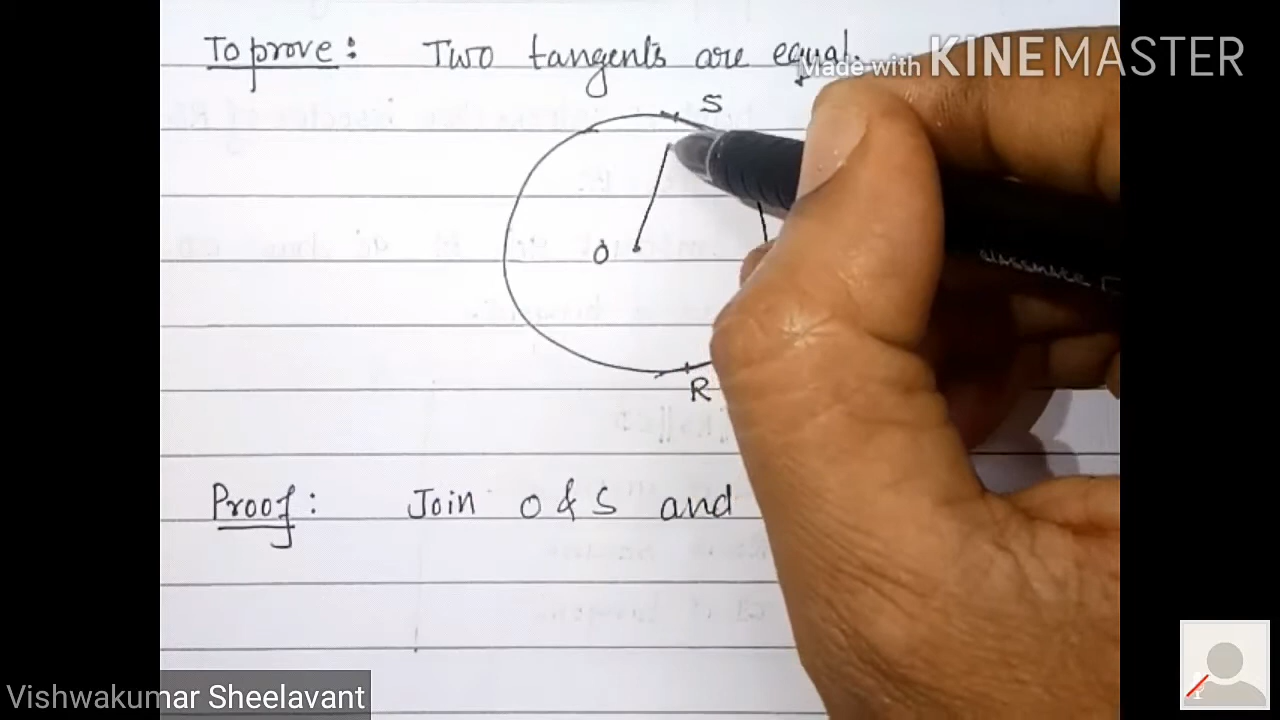 To prove: Two tangents are equal.
Made with KINEMASTER
S
O
R
Proof: Join O & S and
Vishwakumar Sheelavant